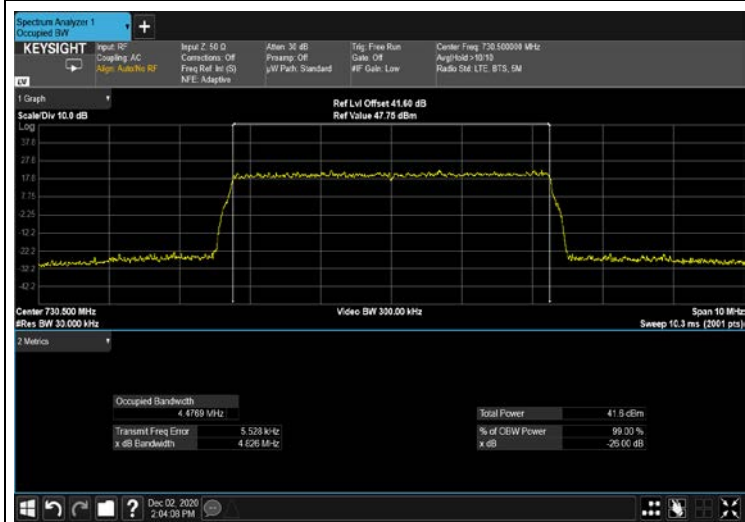 Spectrum Analyzer 1
Occupied BW
+
KEYSIGHT
Input: RF
Coupling: AC
Align: Auto/No RF
Input Z: 50 Ω
Corrections: Off
Freq Ref: Int (S)
NFE: Adaptive
Atten: 30 dB
Preamp: Off
µW Path: Standard
Trig: Free Run
Gate: Off
#IF Gain: Low
Center Freq: 730.500000 MHz
Avg|Hold:>10/10
Radio Std: LTE, BTS, 5M
LXI
1 Graph
Scale/Div 10.0 dB
Ref Lvl Offset 41.60 dB
Ref Value 47.75 dBm
Log
37.8
27.8
17.8
7.75
-2.25
-12.2
-22.2
-32.2
-42.2
Center 730.500 MHz
#Res BW 30.000 kHz
Video BW 300.00 kHz
Span 10 MHz
Sweep 10.3 ms (2001 pts)
2 Metrics
Occupied Bandwidth
4.4769 MHz
Transmit Freq Error 5.528 kHz
x dB Bandwidth 4.826 MHz
Total Power 41.6 dBm
% of OBW Power 99.00 %
x dB -26.00 dB
?
Dec 02, 2020
2:04:08 PM